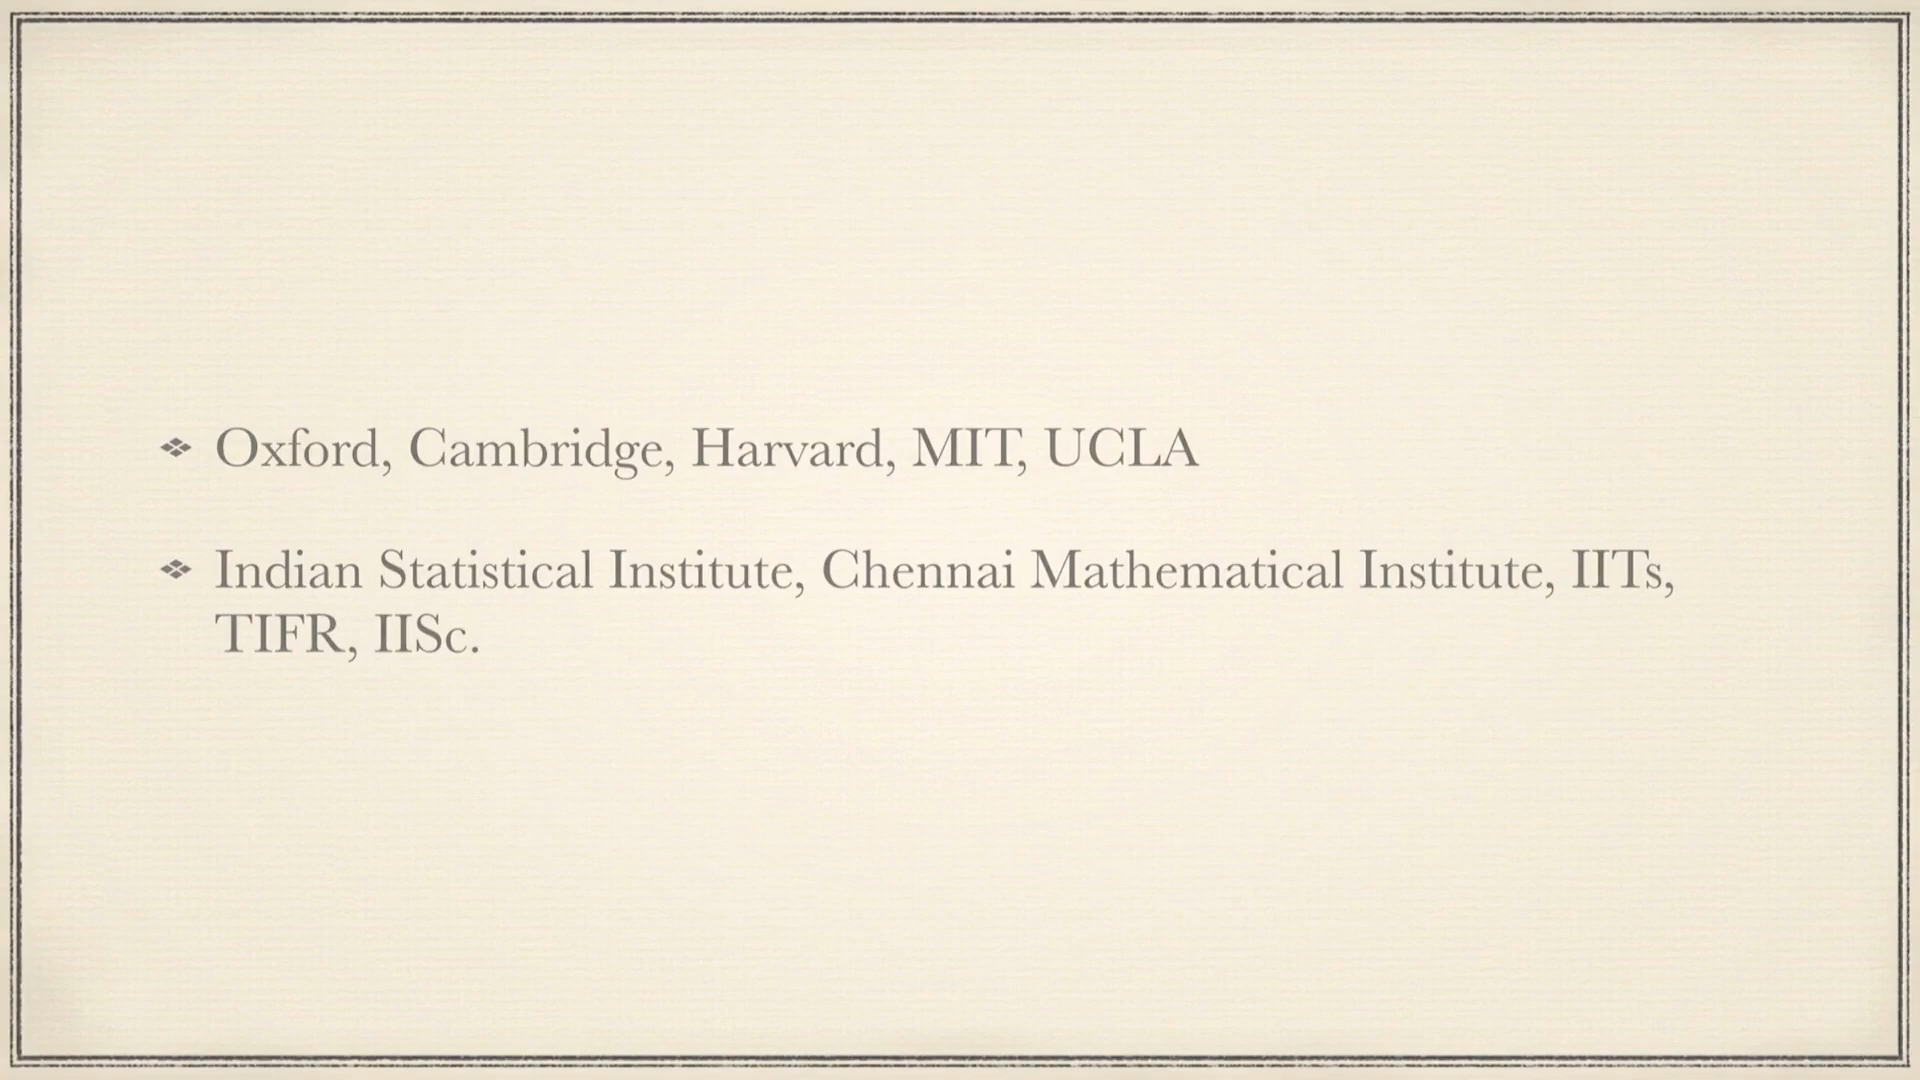 ❖ Oxford, Cambridge, Harvard, MIT, UCLA
❖ Indian Statistical Institute, Chennai Mathematical Institute, IITs,
TIFR, IISc.